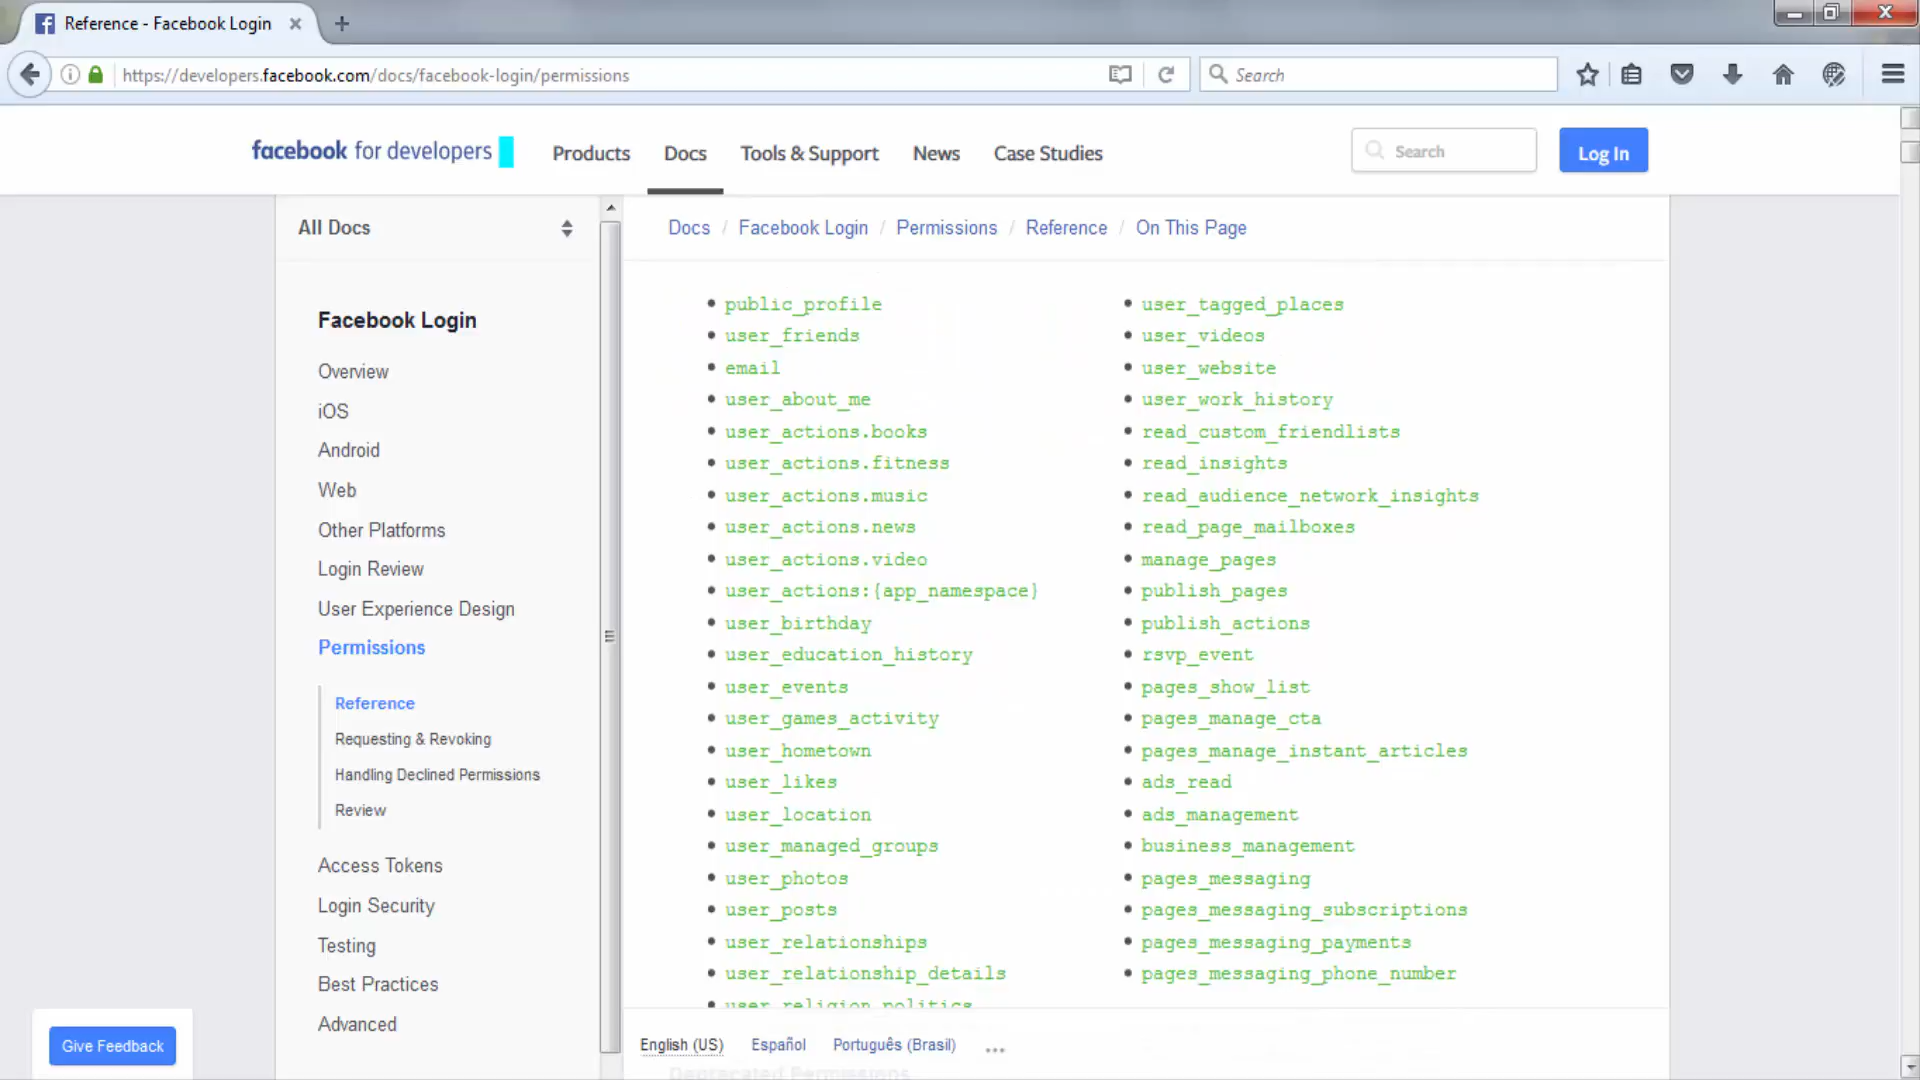 Reference - Facebook Login
https://developers.facebook.com/docs/facebook-login/permissions
Search
facebook for developers
Products
Docs
Tools & Support
News
Case Studies
Search
Log In
All Docs
Docs / Facebook Login / Permissions / Reference / On This Page
Facebook Login
Overview
iOS
Android
Web
Other Platforms
Login Review
User Experience Design
Permissions
Reference
Requesting & Revoking
Handling Declined Permissions
Review
Access Tokens
Login Security
Testing
Best Practices
Advanced
Give Feedback
public_profile
user_friends
email
user_about_me
user_actions.books
user_actions.fitness
user_actions.music
user_actions.news
user_actions.video
user_actions:{app_namespace}
user_birthday
user_education_history
user_events
user_games_activity
user_hometown
user_likes
user_location
user_managed_groups
user_photos
user_posts
user_relationships
user_relationship_details
user_religion_politics
user_tagged_places
user_videos
user_website
user_work_history
read_custom_friendlists
read_insights
read_audience_network_insights
read_page_mailboxes
manage_pages
publish_pages
publish_actions
rsvp_event
pages_show_list
pages_manage_cta
pages_manage_instant_articles
ads_read
ads_management
business_management
pages_messaging
pages_messaging_subscriptions
pages_messaging_payments
pages_messaging_phone_number
English (US)
Español
Português (Brasil)
...
Deprecated Permissions